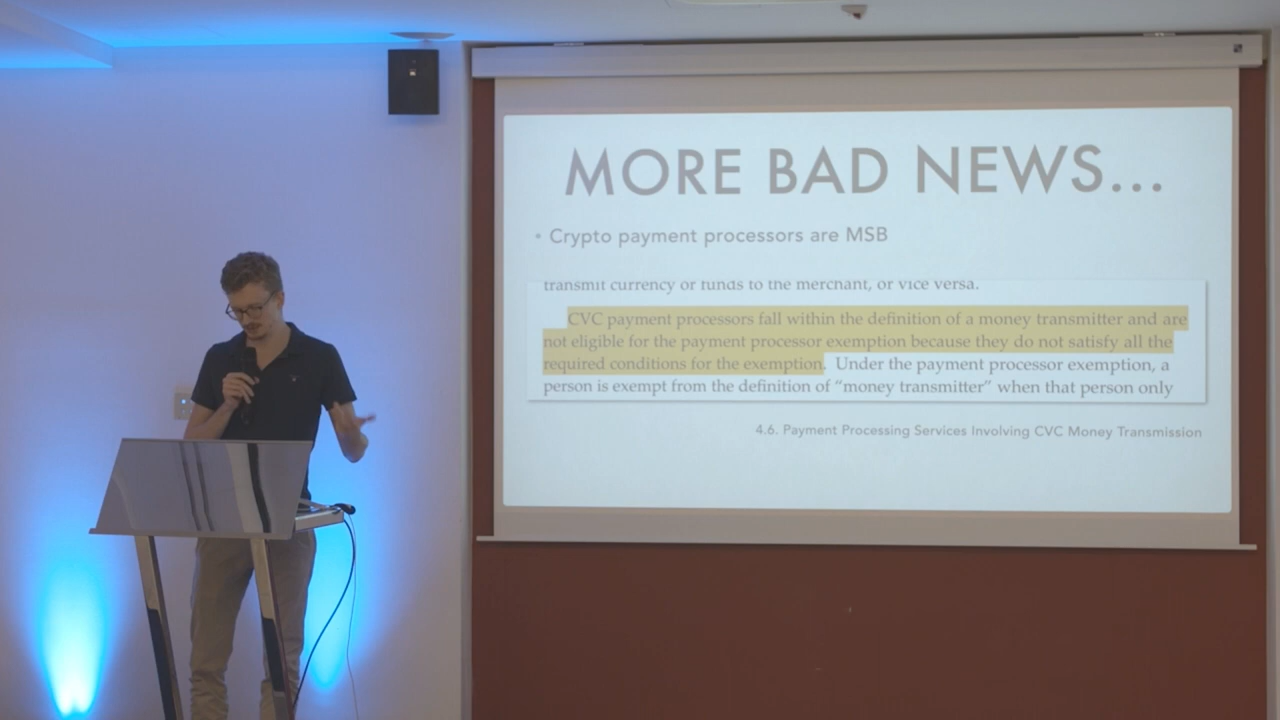 MORE BAD NEWS...
• Crypto payment processors are MSB
transmit currency or funds to the merchant, or vice versa.
CVC payment processors fall within the definition of a money transmitter and are
not eligible for the payment processor exemption because they do not satisfy all the
required conditions for the exemption. Under the payment processor exemption, a
person is exempt from the definition of “money transmitter” when that person only
4.6. Payment Processing Services Involving CVC Money Transmission